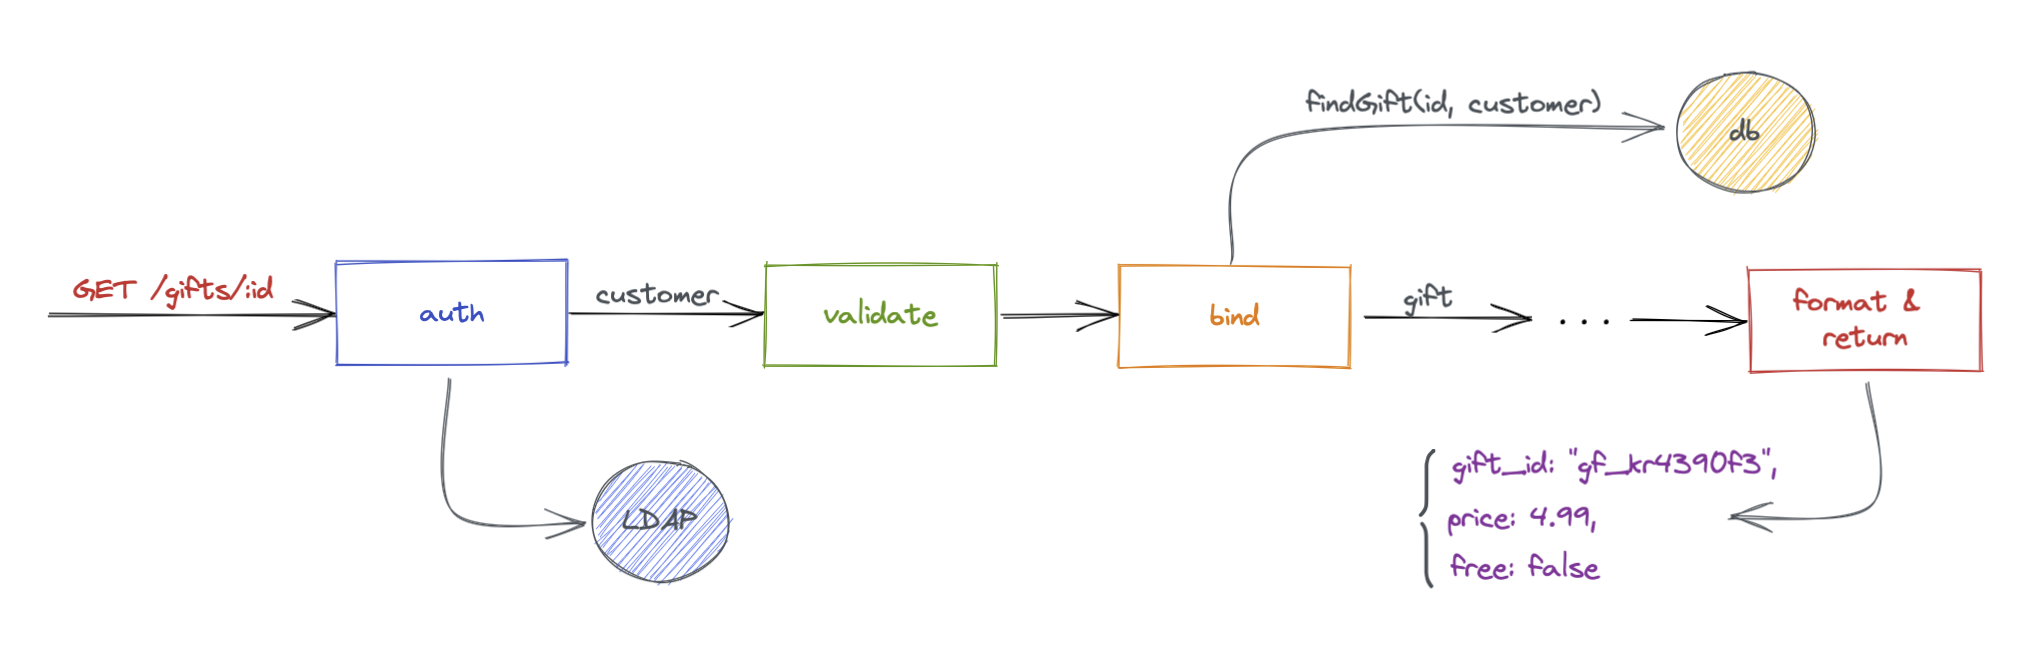 findGift(id, customer)
db
GET /gifts/:id
auth
customer
validate
bind
gift
...
format &
return
LDAP
{
gift_id: "gf_kr4390f3",
price: 4.99,
free: false